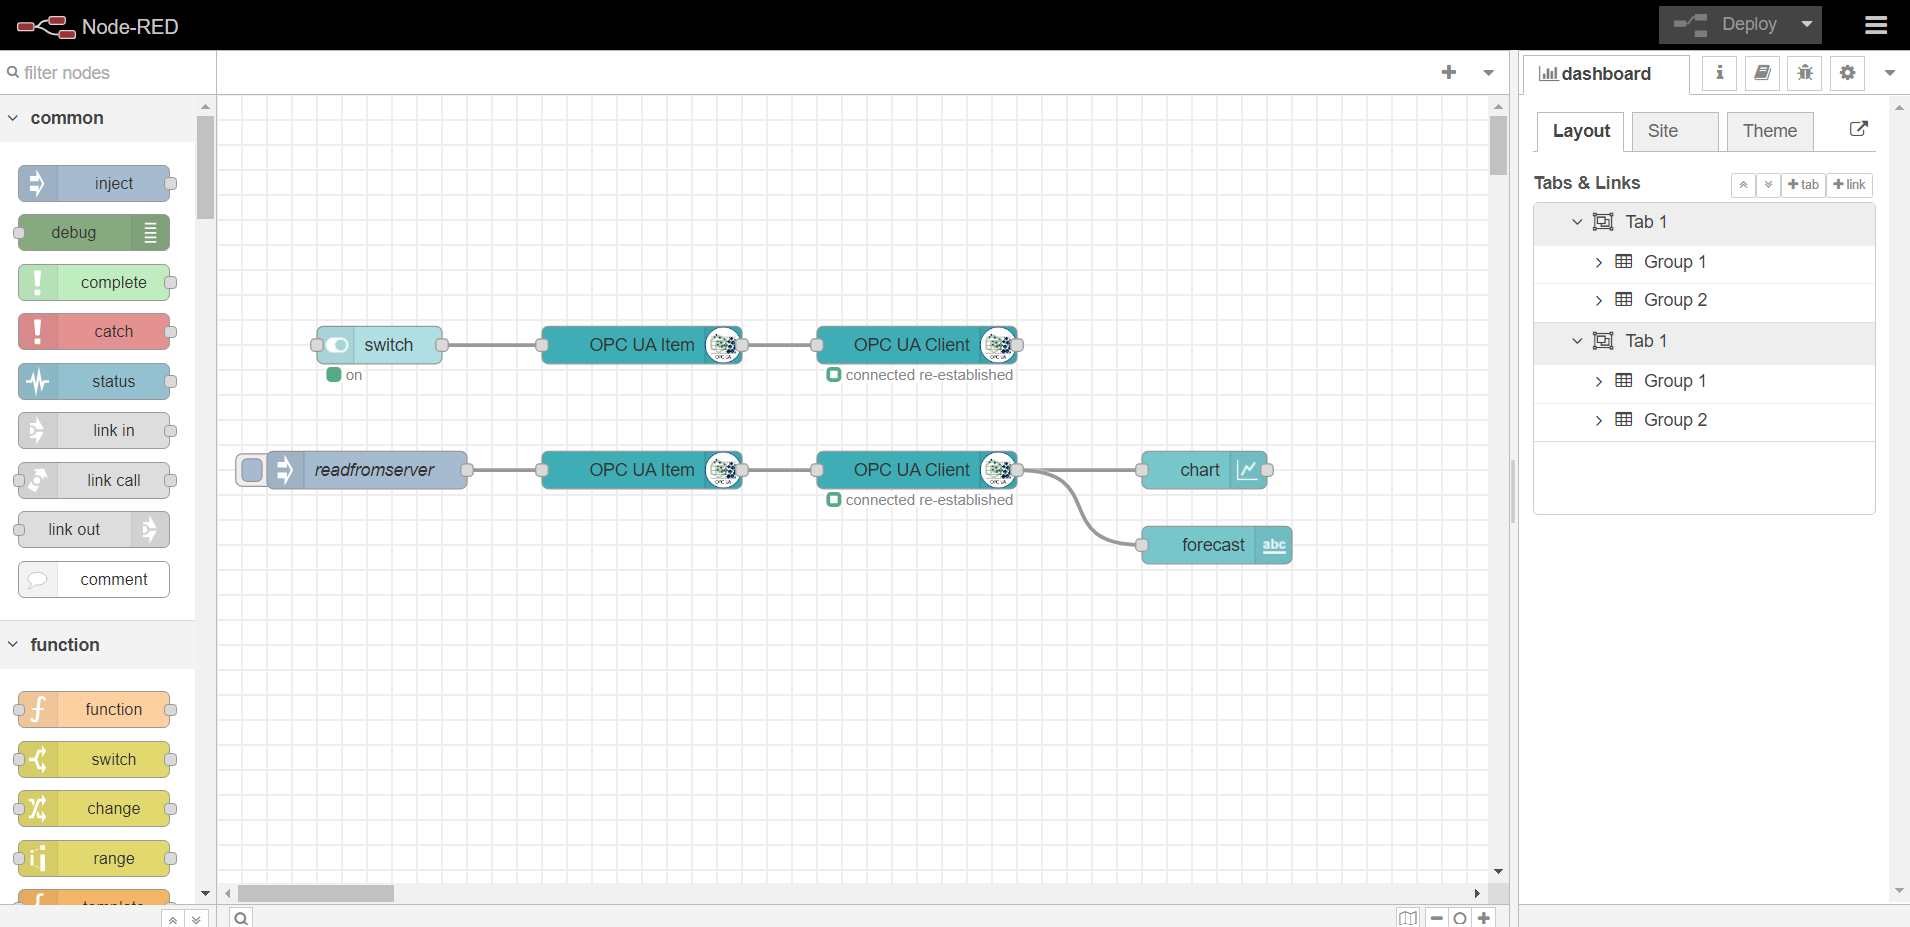 Node-RED
Deploy
filter nodes
common
inject
debug
complete
catch
status
link in
link call
link out
comment
function
function
switch
change
range
template
switch
on
OPC UA Item
OPC UA Client
connected re-established
readfromserver
OPC UA Item
OPC UA Client
connected re-established
chart
forecast
abc
dashboard
i
Layout
Site
Theme
Tabs & Links
tab
link
Tab 1
Group 1
Group 2
Tab 1
Group 1
Group 2